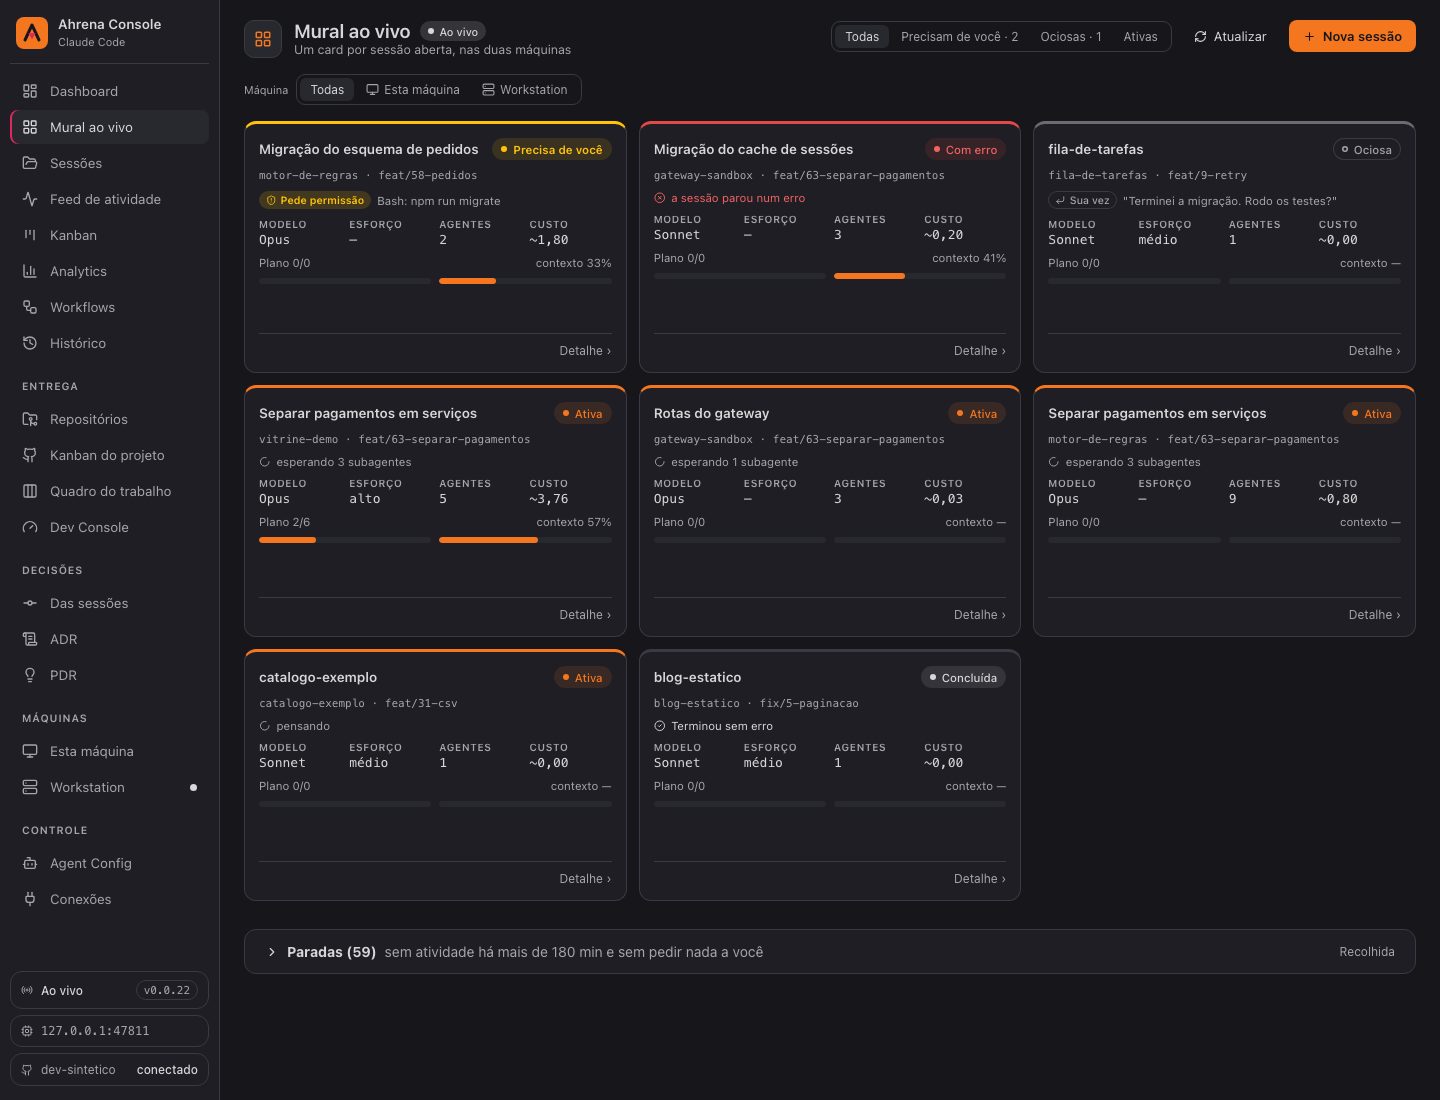 Ahrena Console
Claude Code
Dashboard
Mural ao vivo
Sessões
Feed de atividade
Kanban
Analytics
Workflows
Histórico
ENTREGA
Repositórios
Kanban do projeto
Quadro do trabalho
Dev Console
DECISÕES
Das sessões
ADR
PDR
MÁQUINAS
Esta máquina
Workstation
CONTROLE
Agent Config
Conexões
Ao vivo v0.0.22
127.0.0.1:47811
dev-sintetico conectado
Mural ao vivo Ao vivo
Um card por sessão aberta, nas duas máquinas
Todas Precisam de você · 2 Ociosas · 1 Ativas
Atualizar
+ Nova sessão
Máquina Todas Esta máquina Workstation
Migração do esquema de pedidos Precisa de você
motor-de-regras · feat/58-pedidos
Pede permissão Bash: npm run migrate
MODELO ESFORÇO AGENTES CUSTO
Opus — 2 ~1,80
Plano 0/0 contexto 33%
Detalhe ›
Migração do cache de sessões Com erro
gateway-sandbox · feat/63-separar-pagamentos
a sessão parou num erro
MODELO ESFORÇO AGENTES CUSTO
Sonnet — 3 ~0,20
Plano 0/0 contexto 41%
Detalhe ›
fila-de-tarefas Ociosa
fila-de-tarefas · feat/9-retry
Sua vez "Terminei a migração. Rodo os testes?"
MODELO ESFORÇO AGENTES CUSTO
Sonnet médio 1 ~0,00
Plano 0/0 contexto —
Detalhe ›
Separar pagamentos em serviços Ativa
vitrine-demo · feat/63-separar-pagamentos
esperando 3 subagentes
MODELO ESFORÇO AGENTES CUSTO
Opus alto 5 ~3,76
Plano 2/6 contexto 57%
Detalhe ›
Rotas do gateway Ativa
gateway-sandbox · feat/63-separar-pagamentos
esperando 1 subagente
MODELO ESFORÇO AGENTES CUSTO
Opus — 3 ~0,03
Plano 0/0 contexto —
Detalhe ›
Separar pagamentos em serviços Ativa
motor-de-regras · feat/63-separar-pagamentos
esperando 3 subagentes
MODELO ESFORÇO AGENTES CUSTO
Opus — 9 ~0,80
Plano 0/0 contexto —
Detalhe ›
catalogo-exemplo Ativa
catalogo-exemplo · feat/31-csv
pensando
MODELO ESFORÇO AGENTES CUSTO
Sonnet médio 1 ~0,00
Plano 0/0 contexto —
Detalhe ›
blog-estatico Concluída
blog-estatico · fix/5-paginacao
Terminou sem erro
MODELO ESFORÇO AGENTES CUSTO
Sonnet médio 1 ~0,00
Plano 0/0 contexto —
Detalhe ›
Paradas (59) sem atividade há mais de 180 min e sem pedir nada a você Recolhida